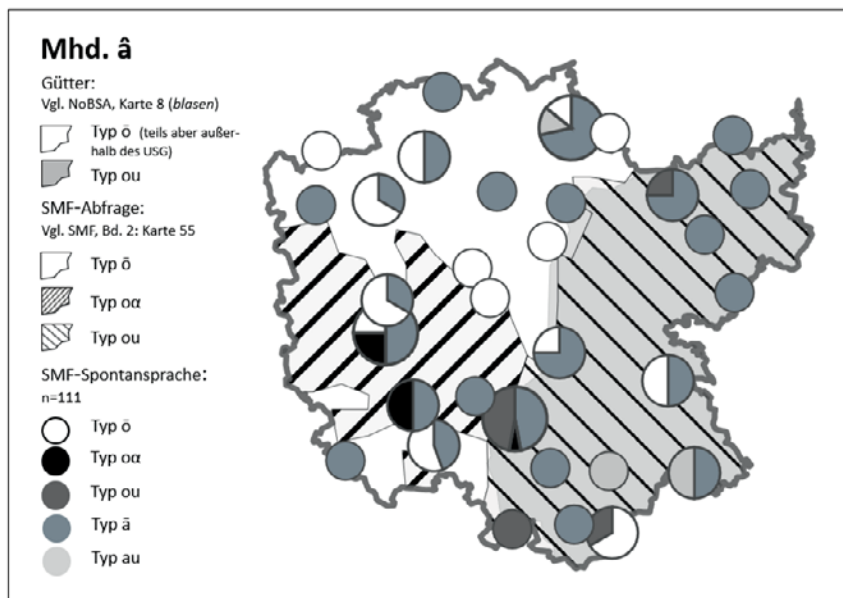 Mhd. â
Gütter:
Vgl. NoBSA, Karte 8 (blasen)
Typ ō (teils aber außer-
halb des USG)
Typ ou
SMF-Abfrage:
Vgl. SMF, Bd. 2: Karte 55
Typ ō
Typ oɑ
Typ ou
SMF-Spontansprache:
n=111
Typ ō
Typ oɑ
Typ ou
Typ ā
Typ au